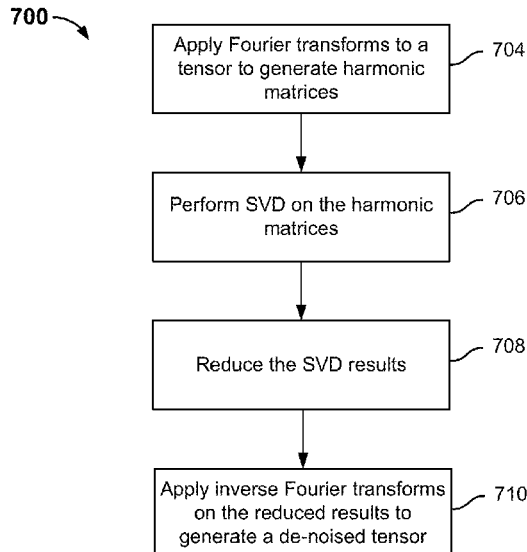 700
Apply Fourier transforms to a
tensor to generate harmonic
matrices
704
Perform SVD on the harmonic
matrices
706
Reduce the SVD results
708
Apply inverse Fourier transforms
on the reduced results to
generate a de-noised tensor
710